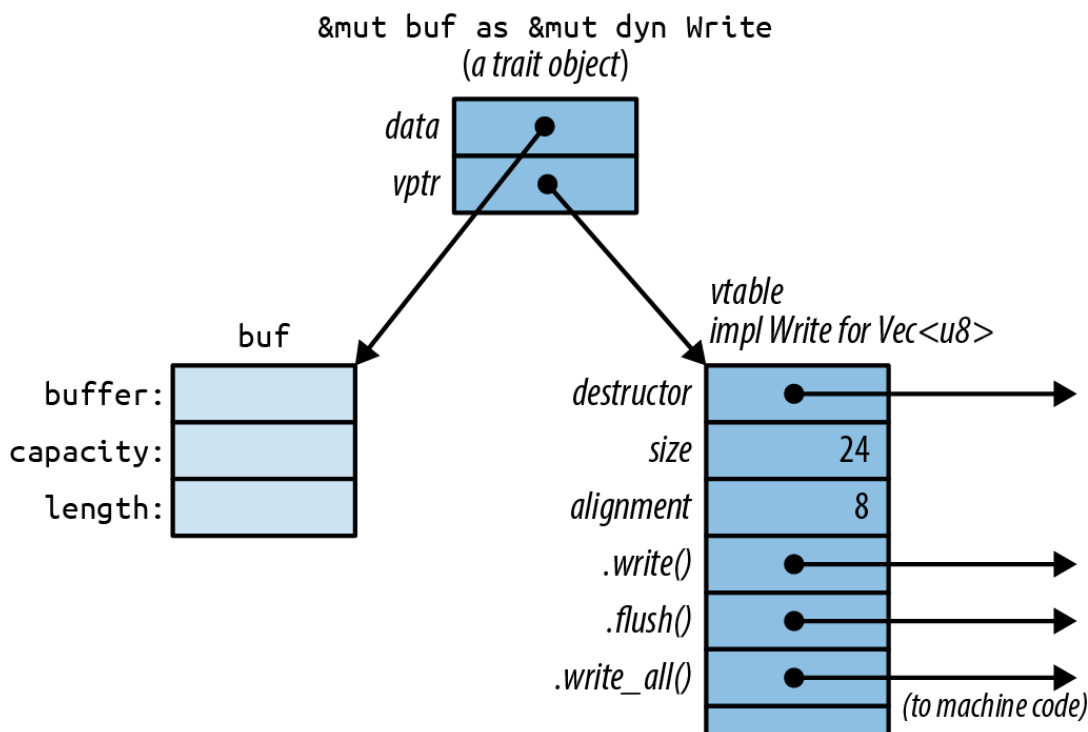 &mut buf as &mut dyn Write
(a trait object)
data
vptr
vtable
impl Write for Vec<u8>
buf
buffer:
capacity:
length:
destructor
size 24
alignment 8
.write()
.flush()
.write_all()
(to machine code)